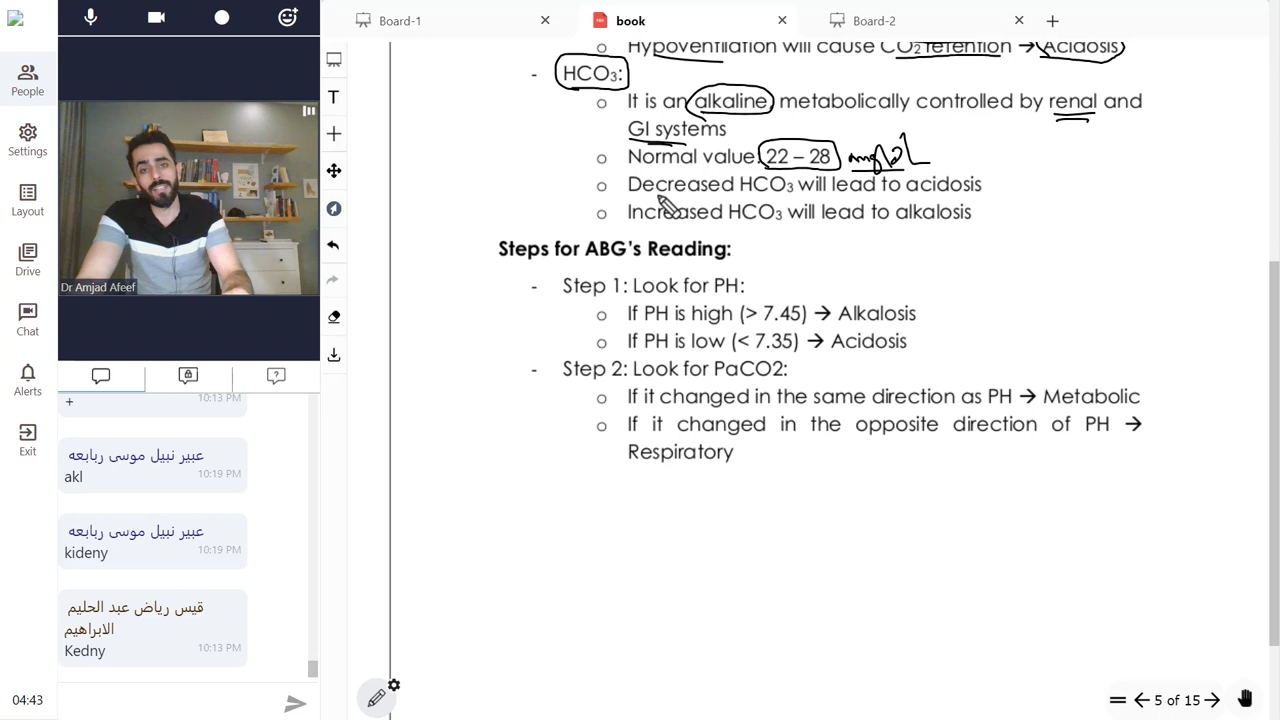 Board-1
book
Board-2
People
Settings
Layout
Drive
Chat
Alerts
Exit
04:43
Dr Amjad Afeef
+
10:13 PM
عبير نبيل موسى ربابعه
akl
10:19 PM
عبير نبيل موسى ربابعه
kideny
10:19 PM
قيس رياض عبد الحليم
الابراهيم
Kedny
10:13 PM
o Hypoventilation will cause CO₂ retention → Acidosis
- HCO₃:
o It is an alkaline metabolically controlled by renal and
GI systems
o Normal value: 22 – 28
o Decreased HCO₃ will lead to acidosis
o Increased HCO₃ will lead to alkalosis
Steps for ABG's Reading:
- Step 1: Look for PH:
o If PH is high (> 7.45) → Alkalosis
o If PH is low (< 7.35) → Acidosis
- Step 2: Look for PaCO2:
o If it changed in the same direction as PH → Metabolic
o If it changed in the opposite direction of PH →
Respiratory
5 of 15